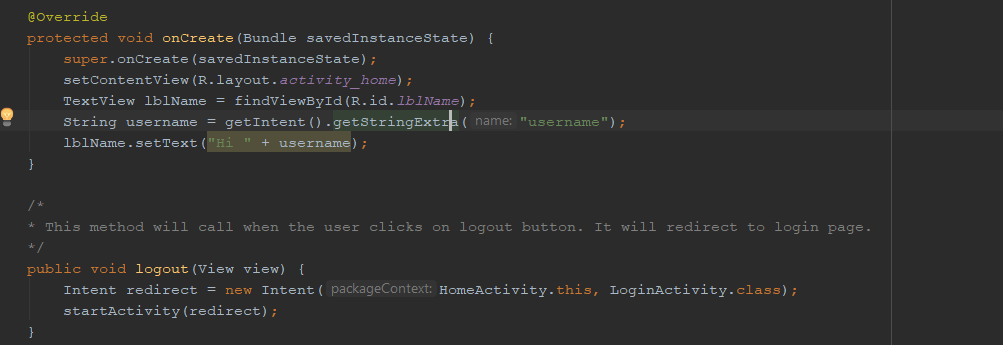 @Override
protected void onCreate(Bundle savedInstanceState) {
    super.onCreate(savedInstanceState);
    setContentView(R.layout.activity_home);
    TextView lblName = findViewById(R.id.lblName);
    String username = getIntent().getStringExtra( name: "username");
    lblName.setText("Hi " + username);
}

/*
* This method will call when the user clicks on logout button. It will redirect to login page.
*/
public void logout(View view) {
    Intent redirect = new Intent( packageContext: HomeActivity.this, LoginActivity.class);
    startActivity(redirect);
}